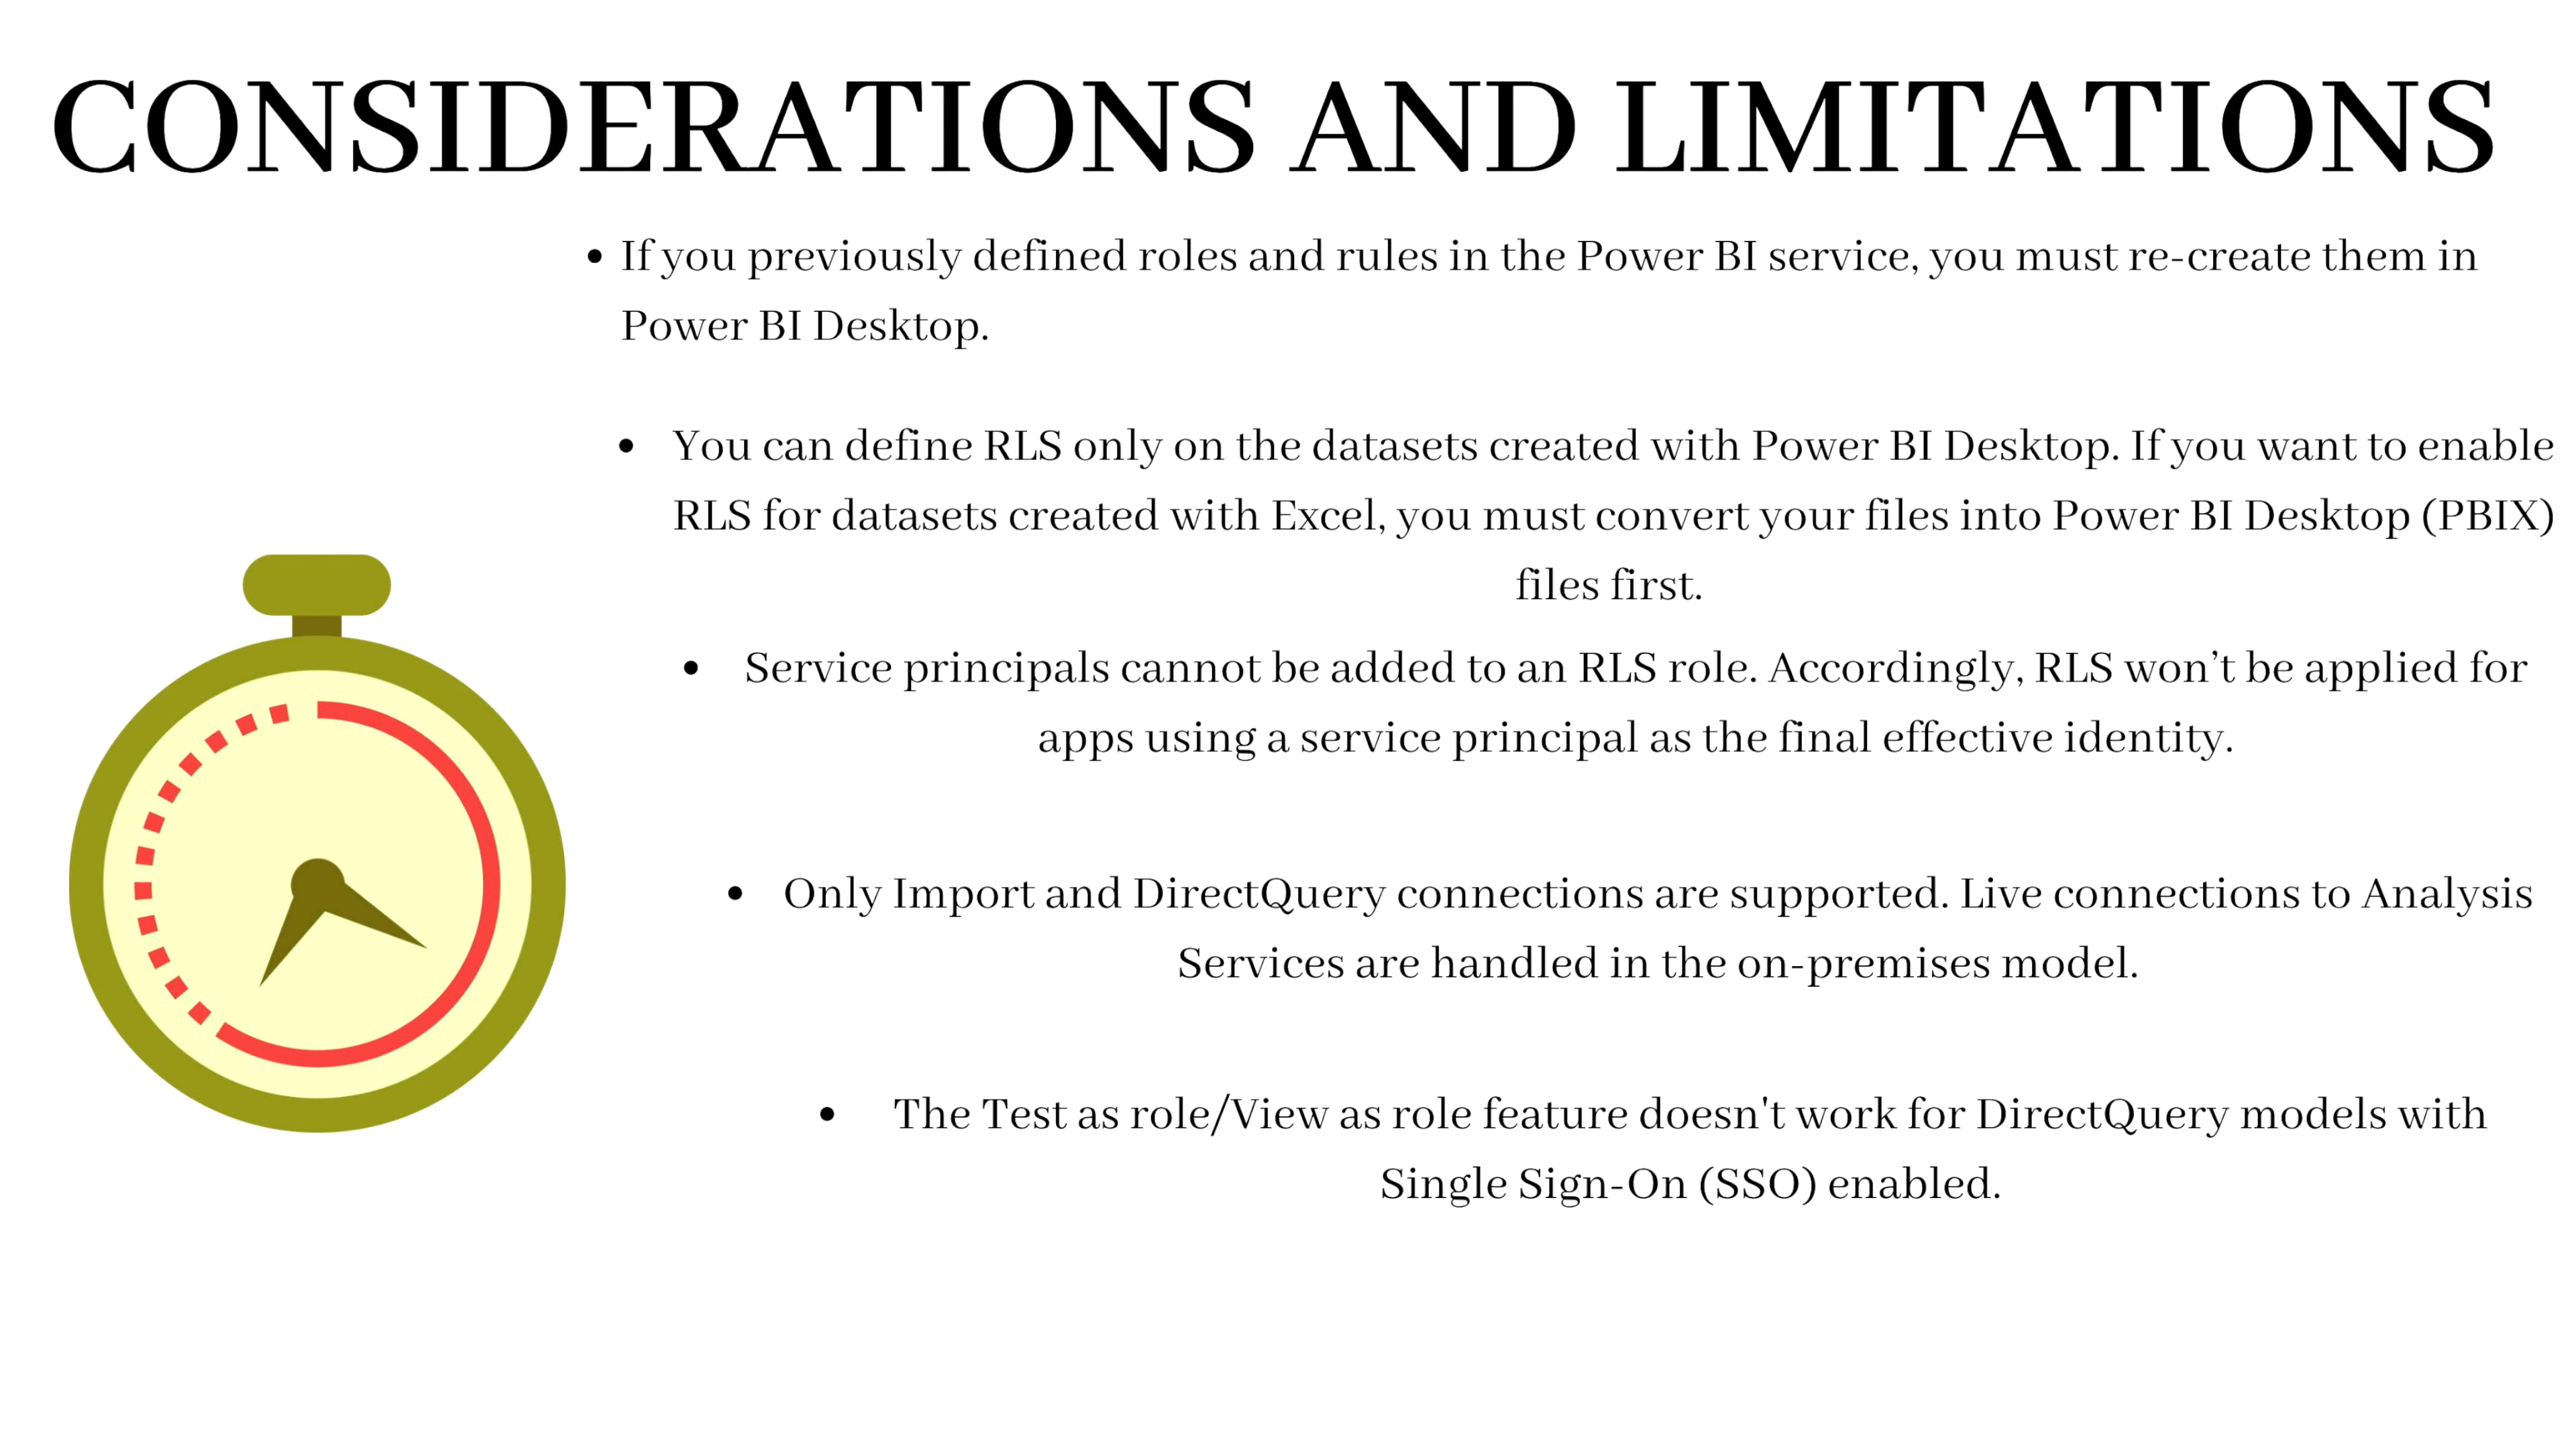 CONSIDERATIONS AND LIMITATIONS
• If you previously defined roles and rules in the Power BI service, you must re-create them in
Power BI Desktop.
• You can define RLS only on the datasets created with Power BI Desktop. If you want to enable
RLS for datasets created with Excel, you must convert your files into Power BI Desktop (PBIX)
files first.
• Service principals cannot be added to an RLS role. Accordingly, RLS won’t be applied for
apps using a service principal as the final effective identity.
• Only Import and DirectQuery connections are supported. Live connections to Analysis
Services are handled in the on-premises model.
• The Test as role/View as role feature doesn't work for DirectQuery models with
Single Sign-On (SSO) enabled.